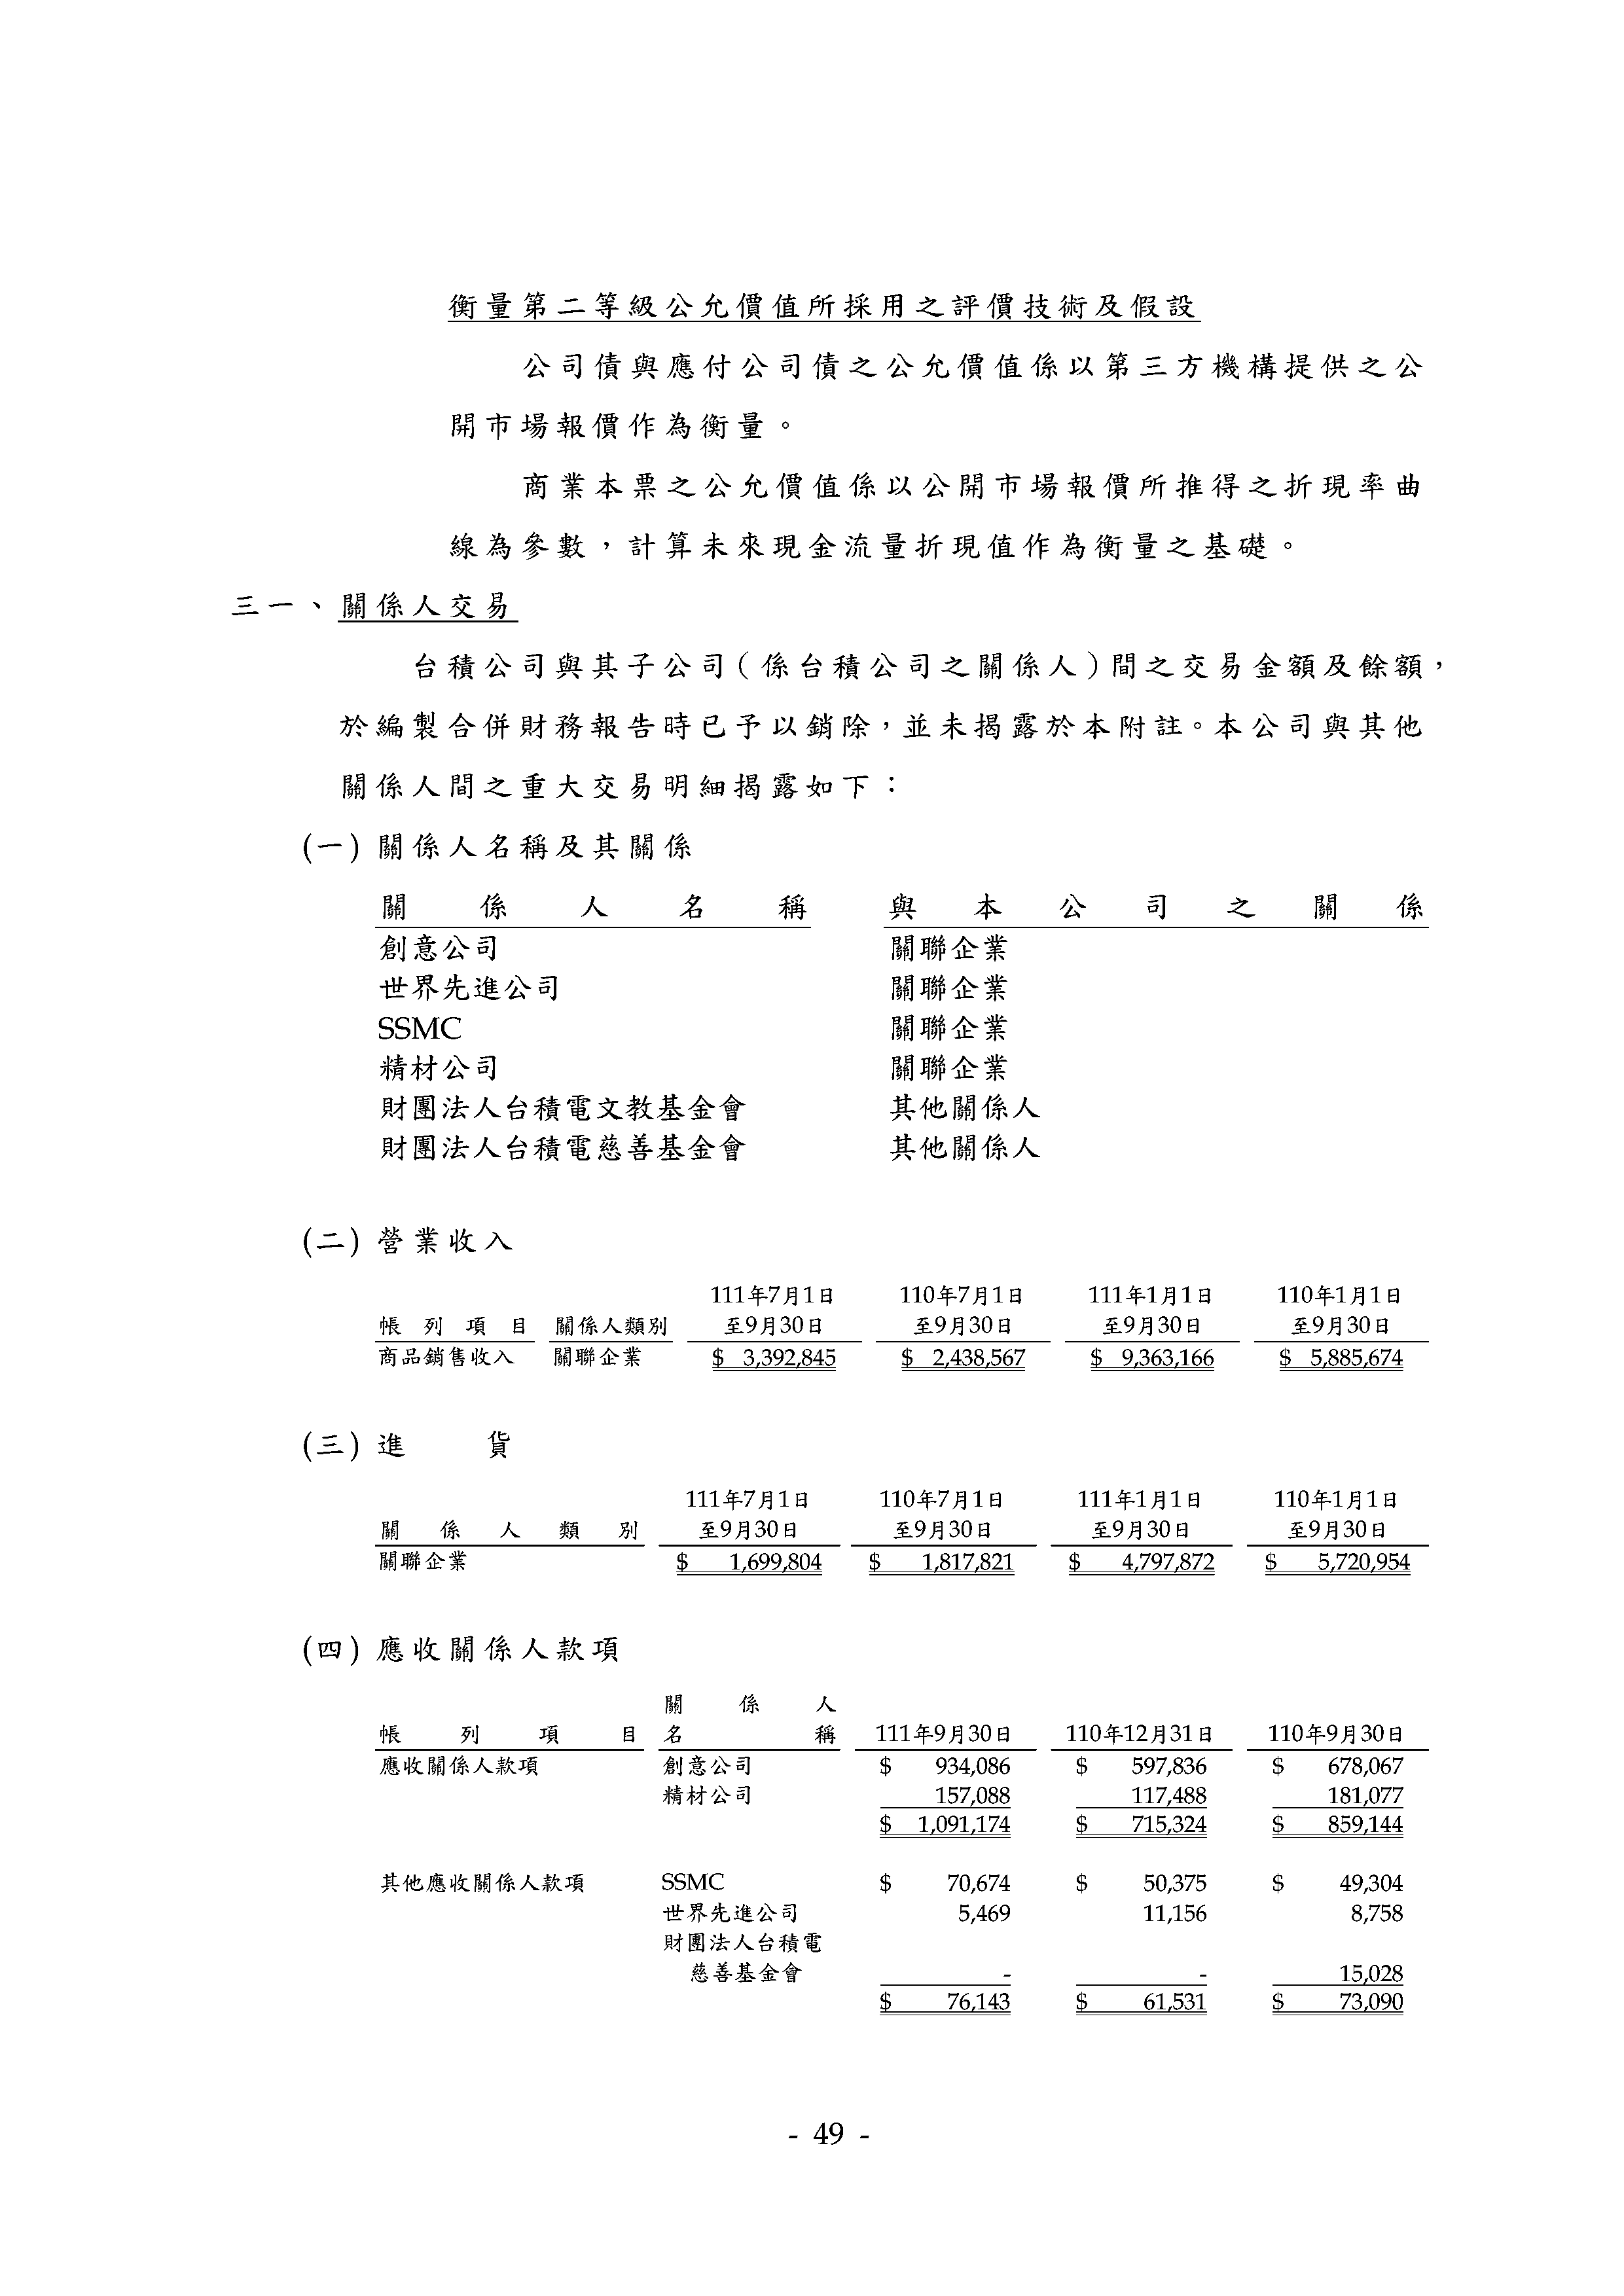 衡量第二等級公允價值所採用之評價技術及假設
公司債與應付公司債之公允價值係以第三方機構提供之公
開市場報價作為衡量。
商業本票之公允價值係以公開市場報價所推得之折現率曲
線為參數，計算未來現金流量折現值作為衡量之基礎。
三一、關係人交易
台積公司與其子公司（係台積公司之關係人）間之交易金額及餘額，
於編製合併財務報告時已予以銷除，並未揭露於本附註。本公司與其他
關係人間之重大交易明細揭露如下：
(一) 關係人名稱及其關係
關係人名稱 與本公司之關係
創意公司 關聯企業
世界先進公司 關聯企業
SSMC 關聯企業
精材公司 關聯企業
財團法人台積電文教基金會 其他關係人
財團法人台積電慈善基金會 其他關係人
(二) 營業收入
111年7月1日 110年7月1日 111年1月1日 110年1月1日
帳列項目 關係人類別 至9月30日 至9月30日 至9月30日 至9月30日
商品銷售收入 關聯企業 $ 3,392,845 $ 2,438,567 $ 9,363,166 $ 5,885,674
(三) 進貨
111年7月1日 110年7月1日 111年1月1日 110年1月1日
關係人類別 至9月30日 至9月30日 至9月30日 至9月30日
關聯企業 $ 1,699,804 $ 1,817,821 $ 4,797,872 $ 5,720,954
(四) 應收關係人款項
關係人
帳列項目 名稱 111年9月30日 110年12月31日 110年9月30日
應收關係人款項 創意公司 $ 934,086 $ 597,836 $ 678,067
精材公司 157,088 117,488 181,077
$ 1,091,174 $ 715,324 $ 859,144
其他應收關係人款項 SSMC $ 70,674 $ 50,375 $ 49,304
世界先進公司 5,469 11,156 8,758
財團法人台積電
慈善基金會 - - 15,028
$ 76,143 $ 61,531 $ 73,090
- 49 -